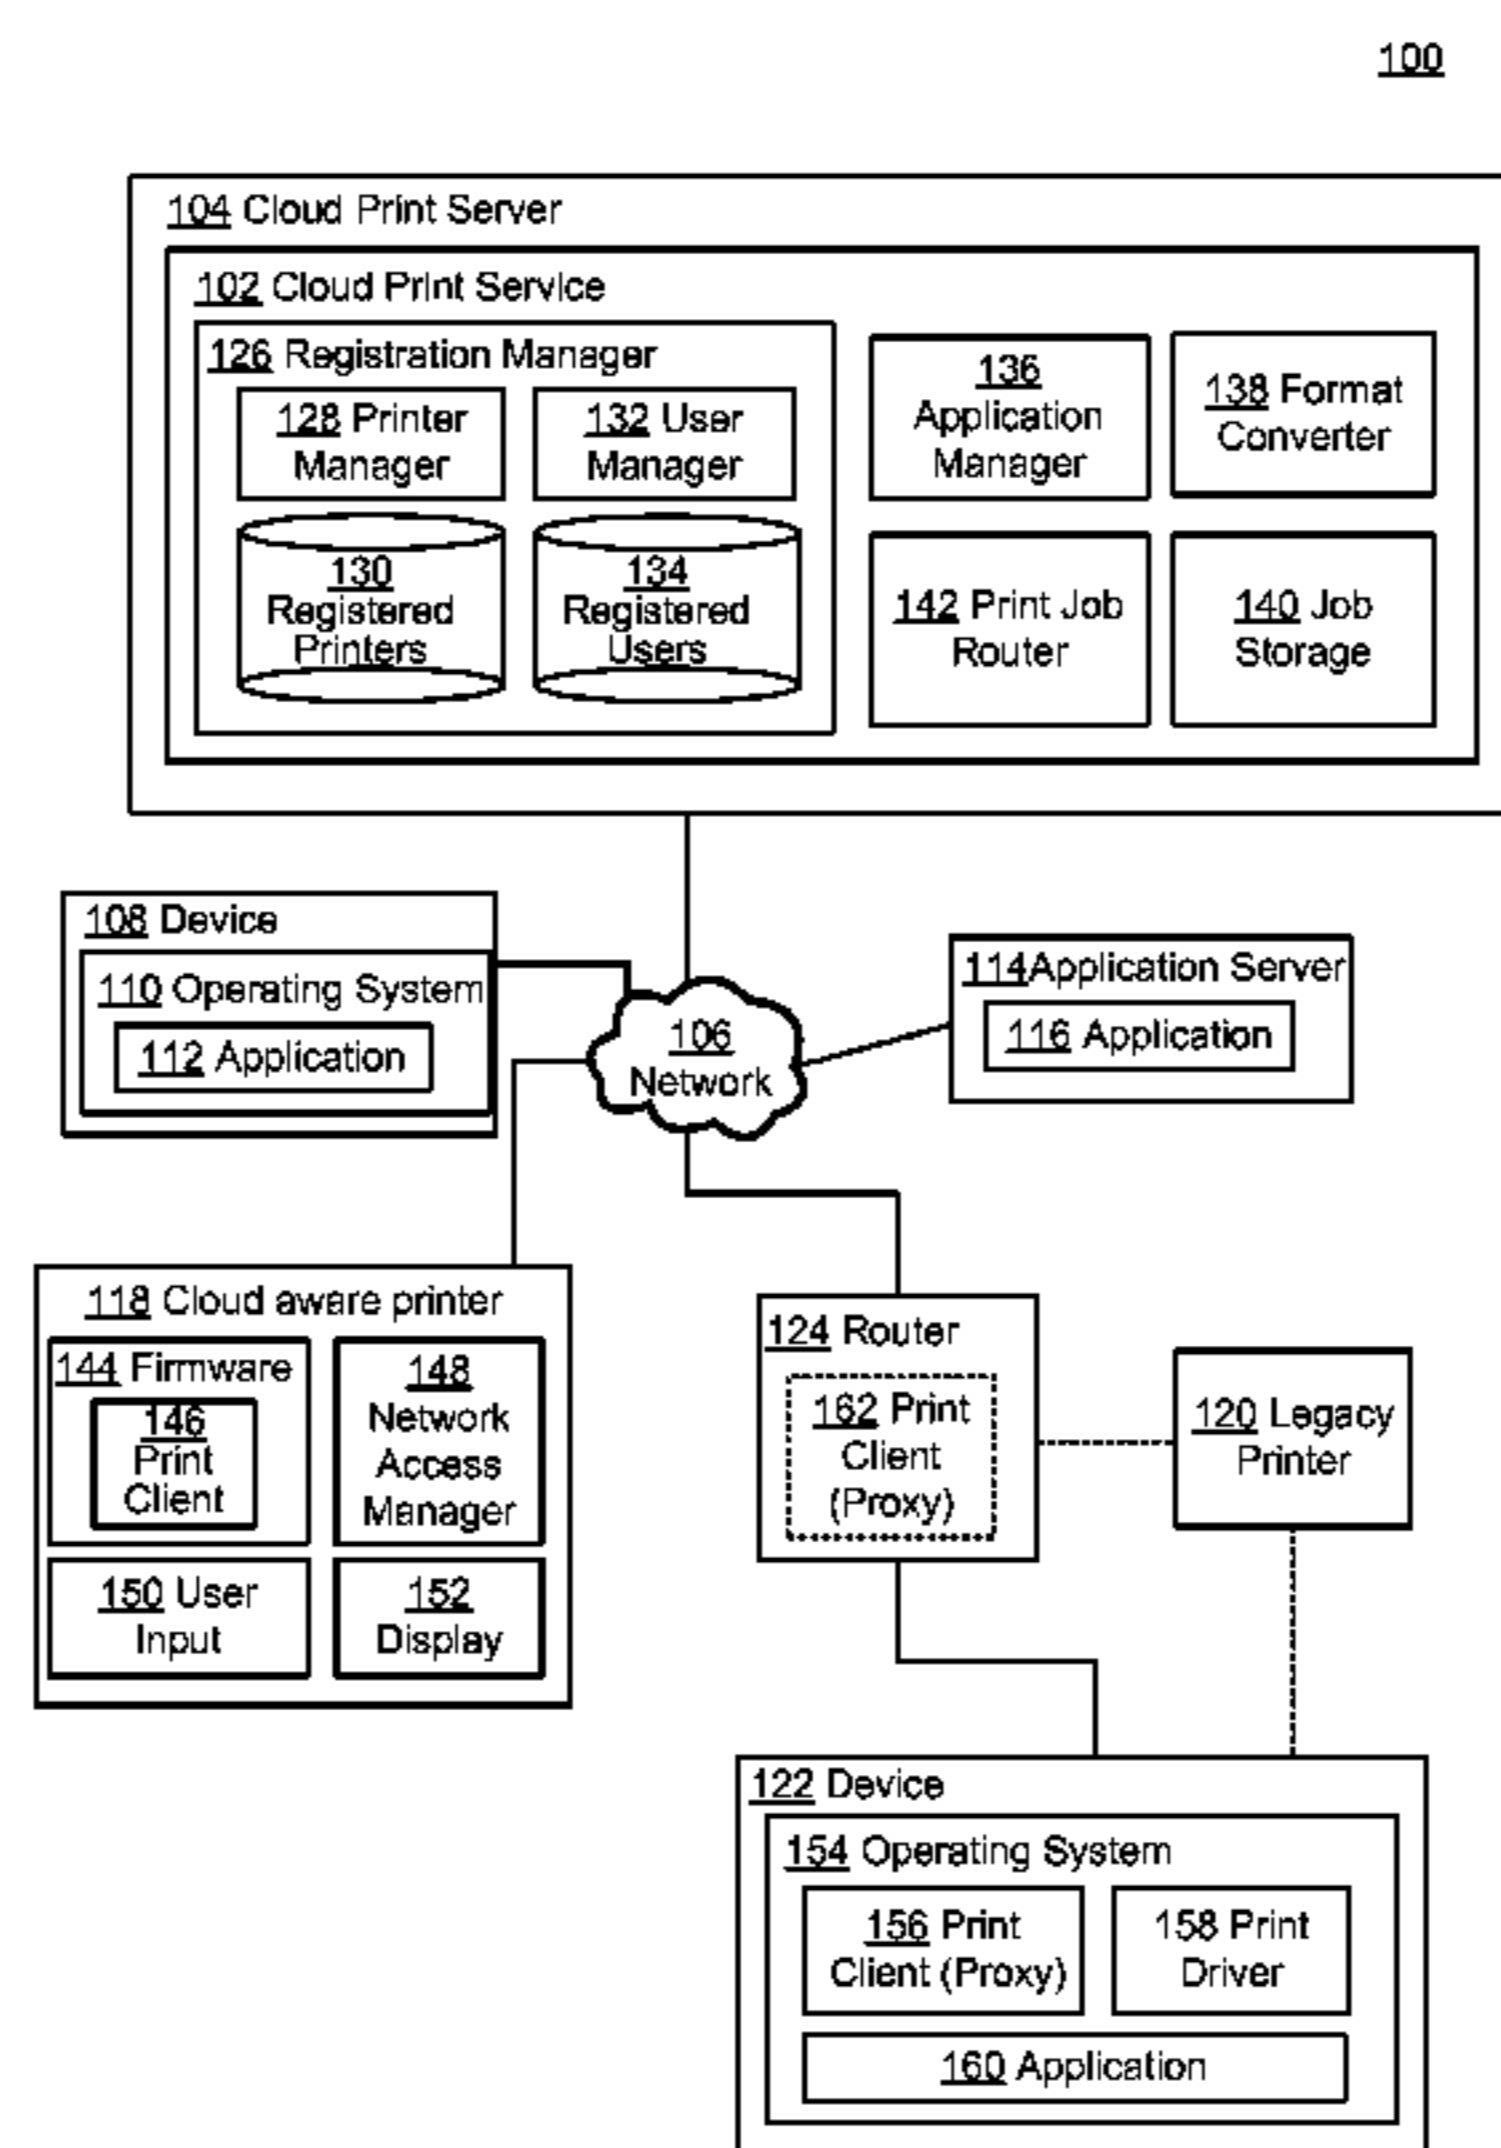 100
104 Cloud Print Server
102 Cloud Print Service
126 Registration Manager
128 Printer
Manager
132 User
Manager
130
Registered
Printers
134
Registered
Users
136
Application
Manager
138 Format
Converter
142 Print Job
Router
140 Job
Storage
108 Device
110 Operating System
112 Application
106
Network
114Application Server
116 Application
118 Cloud aware printer
144 Firmware
146
Print
Client
148
Network
Access
Manager
150 User
Input
152
Display
124 Router
162 Print
Client
(Proxy)
120 Legacy
Printer
122 Device
154 Operating System
156 Print
Client (Proxy)
158 Print
Driver
160 Application